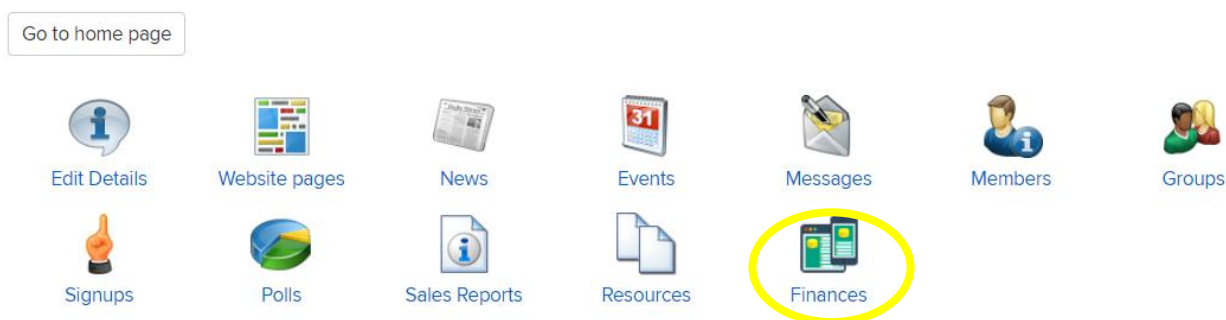 Go to home page
31
Edit Details
Website pages
News
Events
Messages
Members
Groups
Signups
Polls
Sales Reports
Resources
Finances